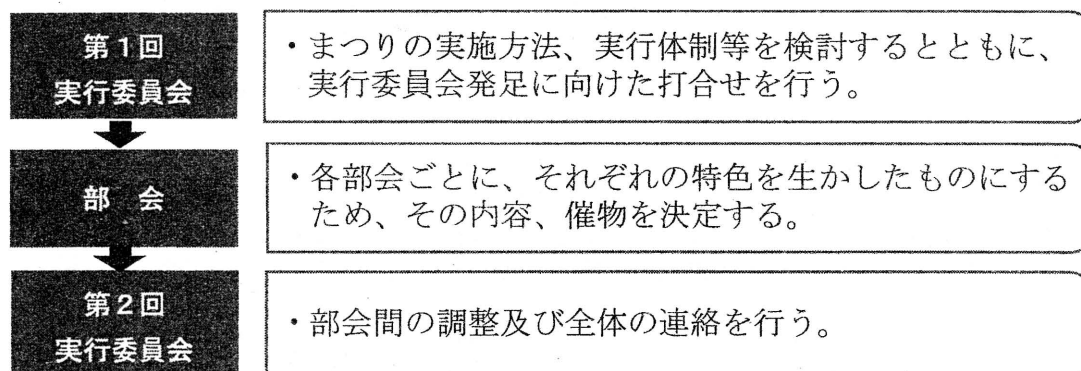 第1回
実行委員会
・まつりの実施方法、実行体制等を検討するとともに、
実行委員会発足に向けた打合せを行う。
部 会
・各部会ごとに、それぞれの特色を生かしたものにする
ため、その内容、催物を決定する。
第2回
実行委員会
・部会間の調整及び全体の連絡を行う。